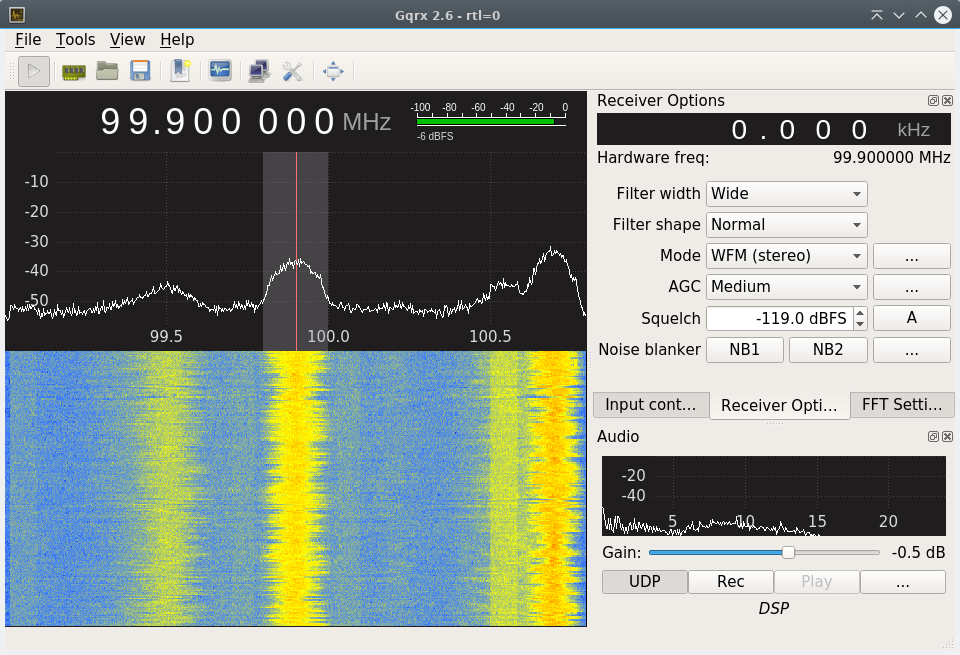 Gqrx 2.6 - rtl=0
File Tools View Help
99.900 000 MHz
-100 -80 -60 -40 -20 0
-6 dBFS
-10
-20
-30
-40
-50
99.5 100.0 100.5
Receiver Options
0.000 kHz
Hardware freq: 99.900000 MHz
Filter width Wide
Filter shape Normal
Mode WFM (stereo) ...
AGC Medium ...
Squelch -119.0 dBFS A
Noise blanker NB1 NB2 ...
Input cont... Receiver Opti... FFT Setti...
Audio
-20
-40
5 10 15 20
Gain: -0.5 dB
UDP Rec Play ...
DSP